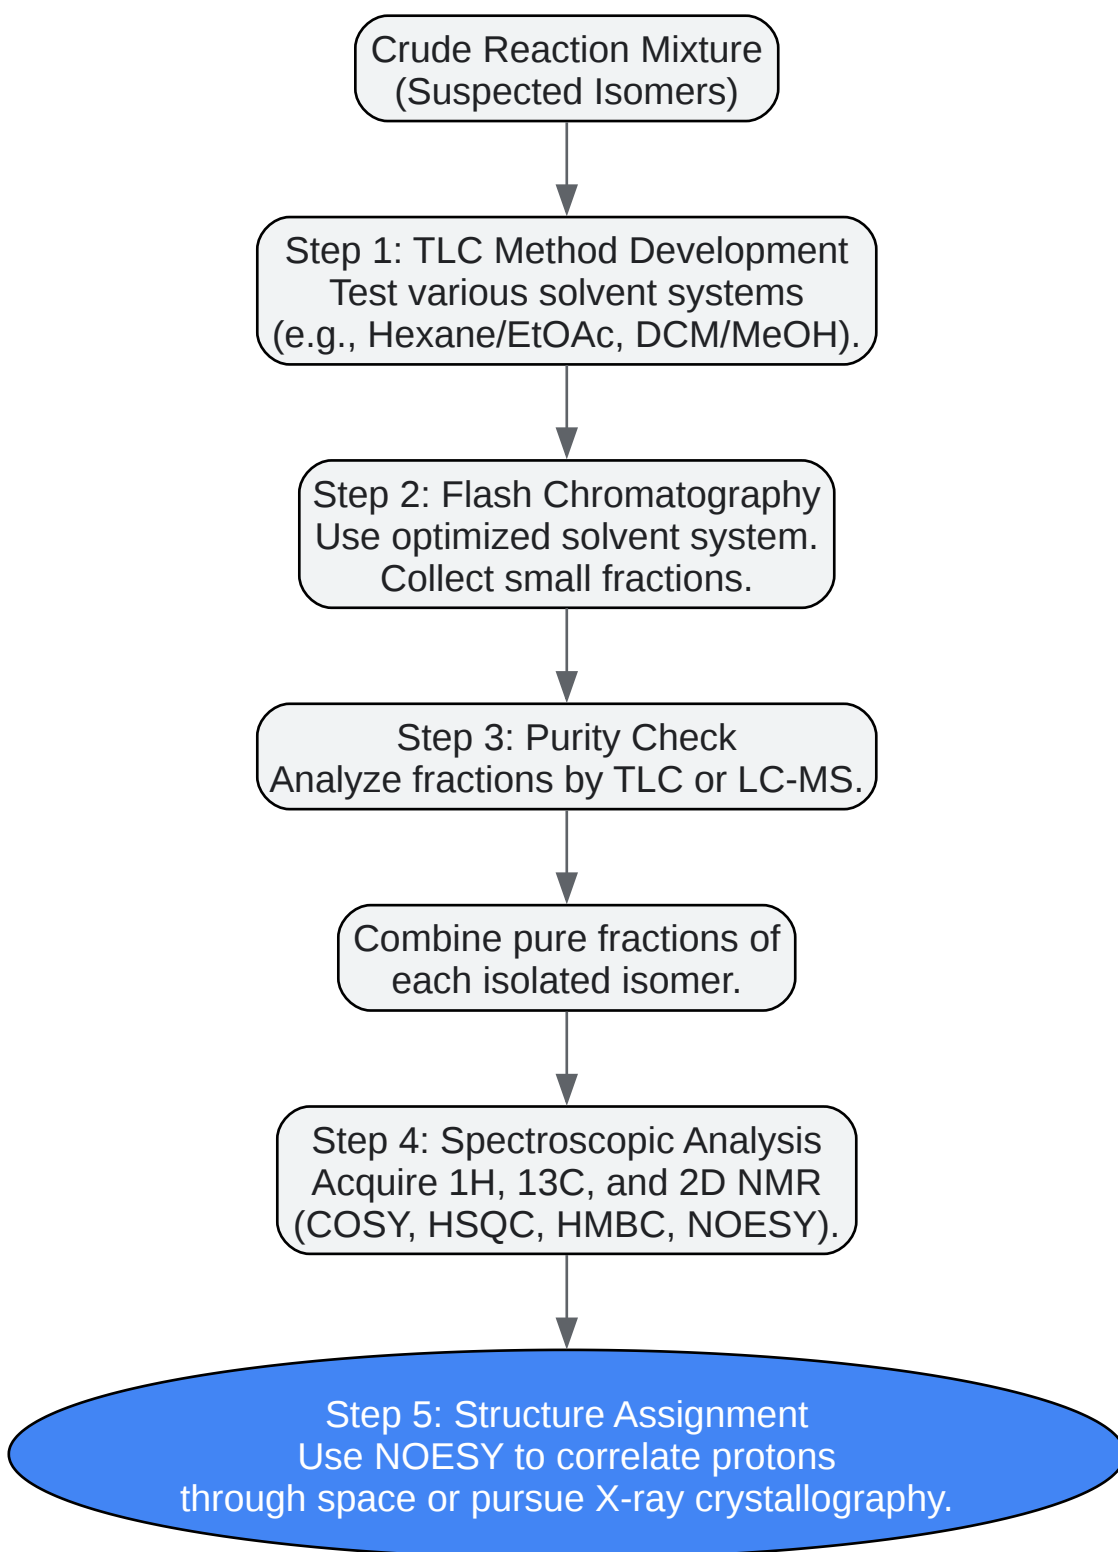 Crude Reaction Mixture
(Suspected Isomers)
Step 1: TLC Method Development
Test various solvent systems
(e.g., Hexane/EtOAc, DCM/MeOH).
Step 2: Flash Chromatography
Use optimized solvent system.
Collect small fractions.
Step 3: Purity Check
Analyze fractions by TLC or LC-MS.
Combine pure fractions of
each isolated isomer.
Step 4: Spectroscopic Analysis
Acquire 1H, 13C, and 2D NMR
(COSY, HSQC, HMBC, NOESY).
Step 5: Structure Assignment
Use NOESY to correlate protons
through space or pursue X-ray crystallography.